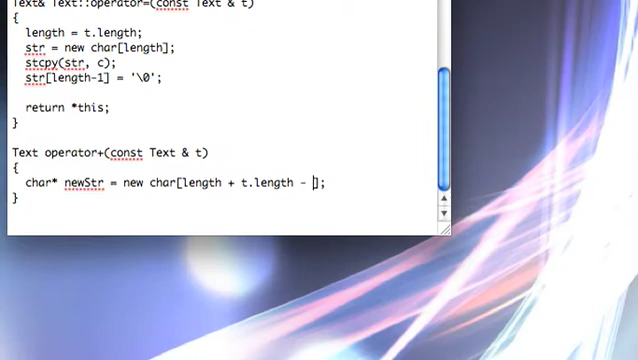 Text& Text::operator=(const Text & t)
{
length = t.length;
str = new char[length];
stcpy(str, c);
str[length-1] = '\0';
return *this;
}
Text operator+(const Text & t)
{
char* newStr = new char[length + t.length - ];
}